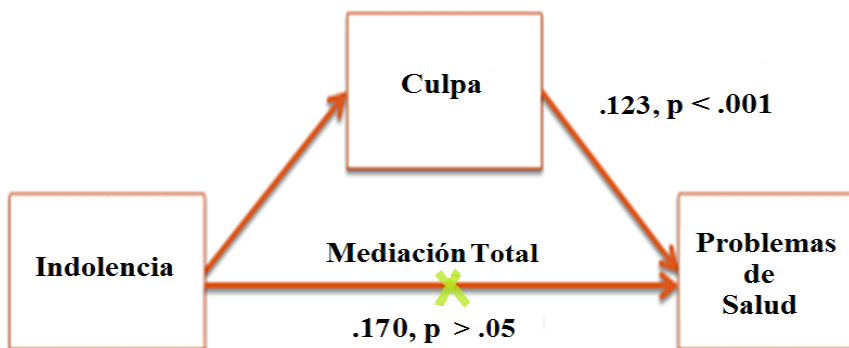 Culpa
.123, p < .001
Indolencia
Mediación Total
.170, p > .05
Problemas
de
Salud